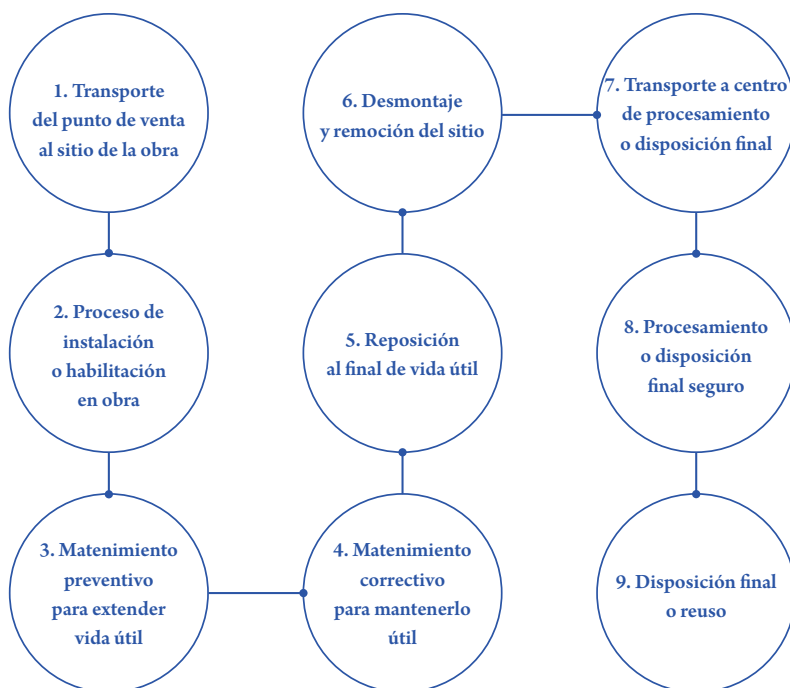 1. Transporte
del punto de venta
al sitio de la obra
2. Proceso de
instalación
o habilitación
en obra
3. Matenimiento
preventivo
para extender
vida útil
4. Matenimiento
correctivo
para mantenerlo
útil
5. Reposición
al final de vida útil
6. Desmontaje
y remoción del sitio
7. Transporte a centro
de procesamiento
o disposición final
8. Procesamiento
o disposición
final seguro
9. Disposición final
o reuso